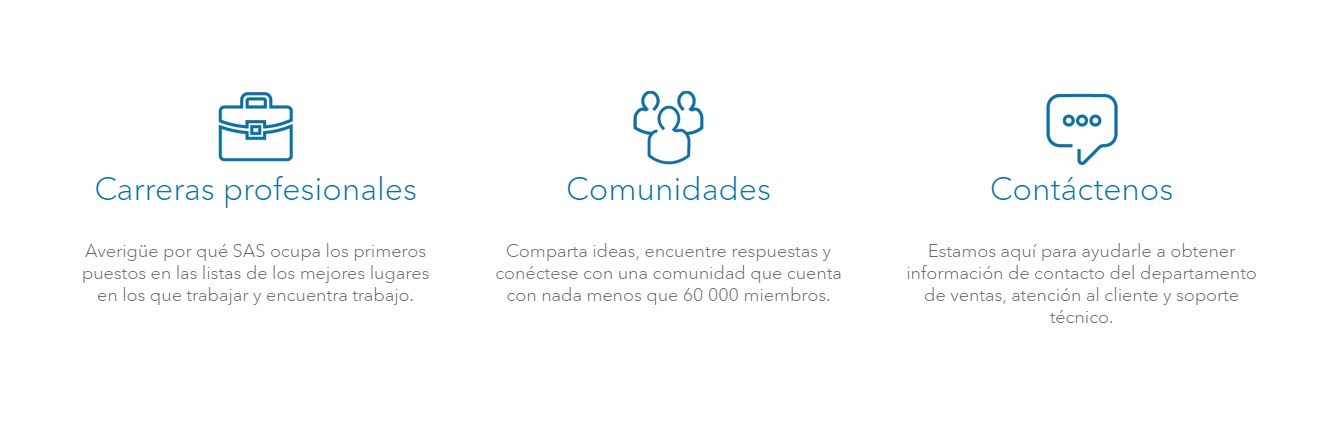 Carreras profesionales
Averigüe por qué SAS ocupa los primeros
puestos en las listas de los mejores lugares
en los que trabajar y encuentra trabajo.
Comunidades
Comparta ideas, encuentre respuestas y
conéctese con una comunidad que cuenta
con nada menos que 60 000 miembros.
Contáctenos
Estamos aquí para ayudarle a obtener
información de contacto del departamento
de ventas, atención al cliente y soporte
técnico.